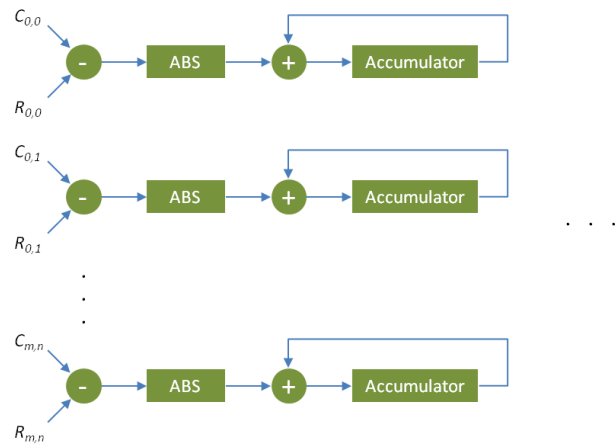 C0,0
- ABS + Accumulator
R0,0
C0,1
- ABS + Accumulator
R0,1
. . .
.
.
.
Cm,n
- ABS + Accumulator
Rm,n